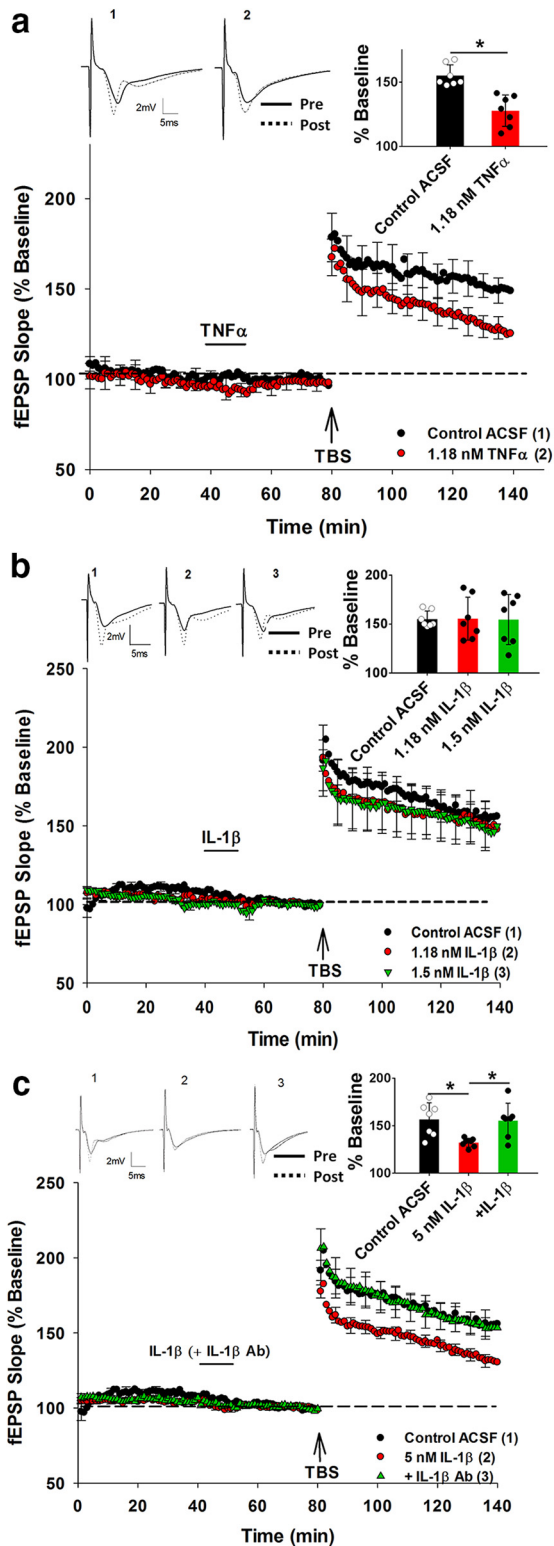 a
1
2
2mV
5ms
Pre
Post
% Baseline
150
100
*
Control ACSF
1.18 nM TNFα
fEPSP Slope (% Baseline)
200
150
100
50
TNFα
TBS
Control ACSF (1)
1.18 nM TNFα (2)
0 20 40 60 80 100 120 140
Time (min)
b
1
2
3
2mV
5ms
Pre
Post
% Baseline
200
150
100
Control ACSF
1.18 nM IL-1β
1.5 nM IL-1β
fEPSP Slope (% Baseline)
250
200
150
100
50
IL-1β
TBS
Control ACSF (1)
1.18 nM IL-1β (2)
1.5 nM IL-1β (3)
0 20 40 60 80 100 120 140
Time (min)
c
1
2
3
2mV
5ms
Pre
Post
% Baseline
200
150
100
* *
Control ACSF
5 nM IL-1β
+IL-1β
fEPSP Slope (% Baseline)
250
200
150
100
50
IL-1β (+ IL-1β Ab)
TBS
Control ACSF (1)
5 nM IL-1β (2)
+ IL-1β Ab (3)
0 20 40 60 80 100 120 140
Time (min)